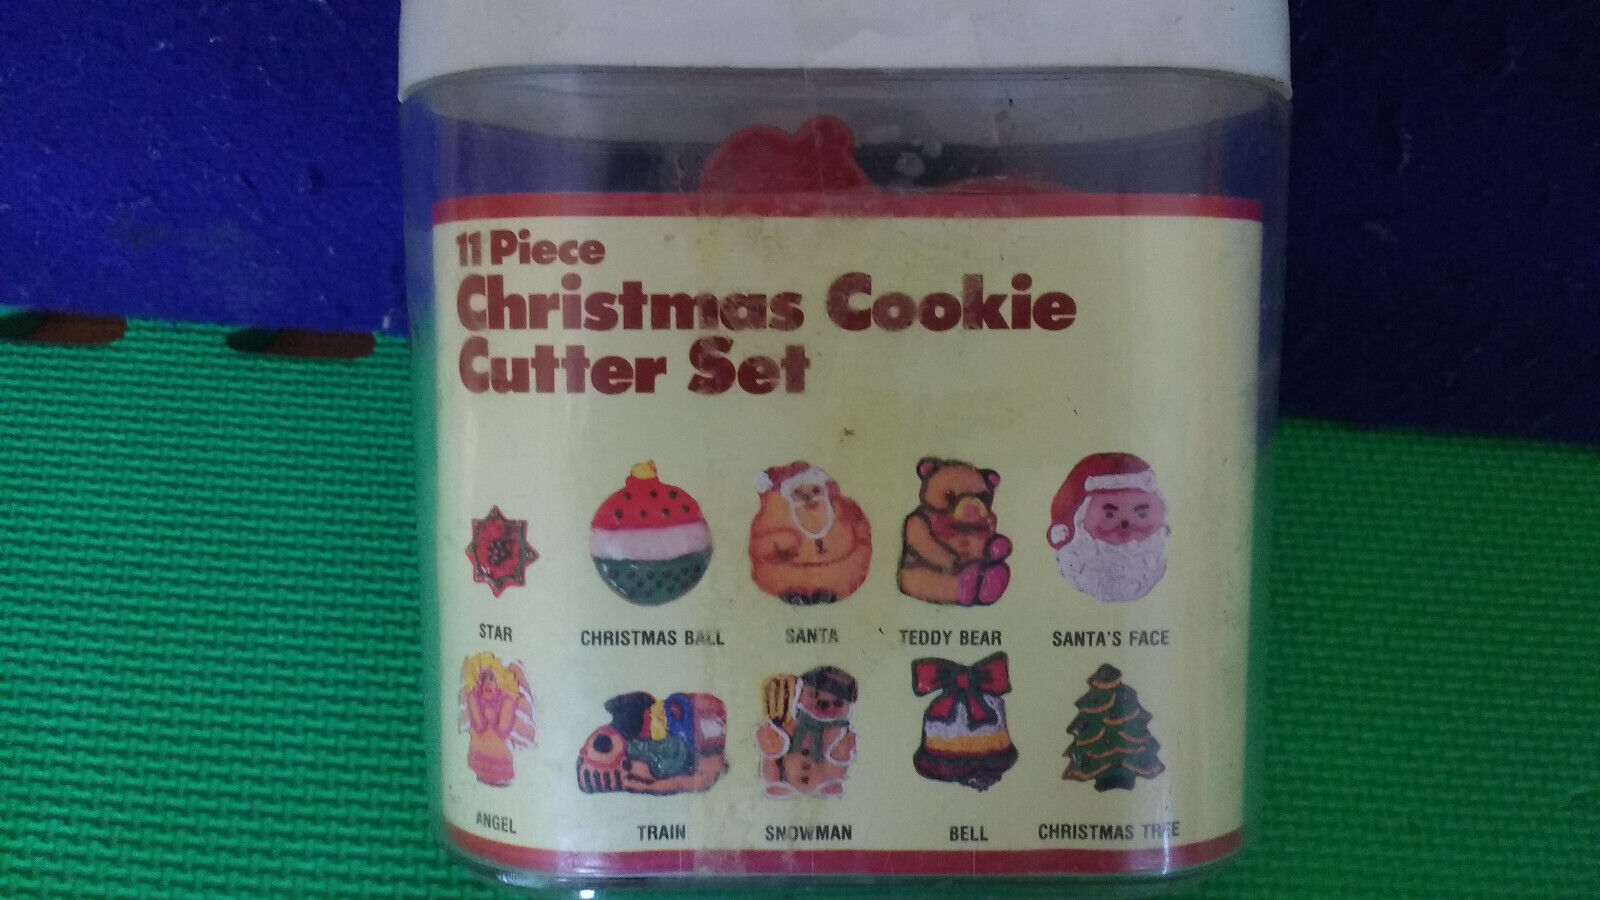 11 Piece
Christmas Cookie
Cutter Set
STAR
CHRISTMAS BALL
SANTA
TEDDY BEAR
SANTA'S FACE
ANGEL
TRAIN
SNOWMAN
BELL
CHRISTMAS TREE